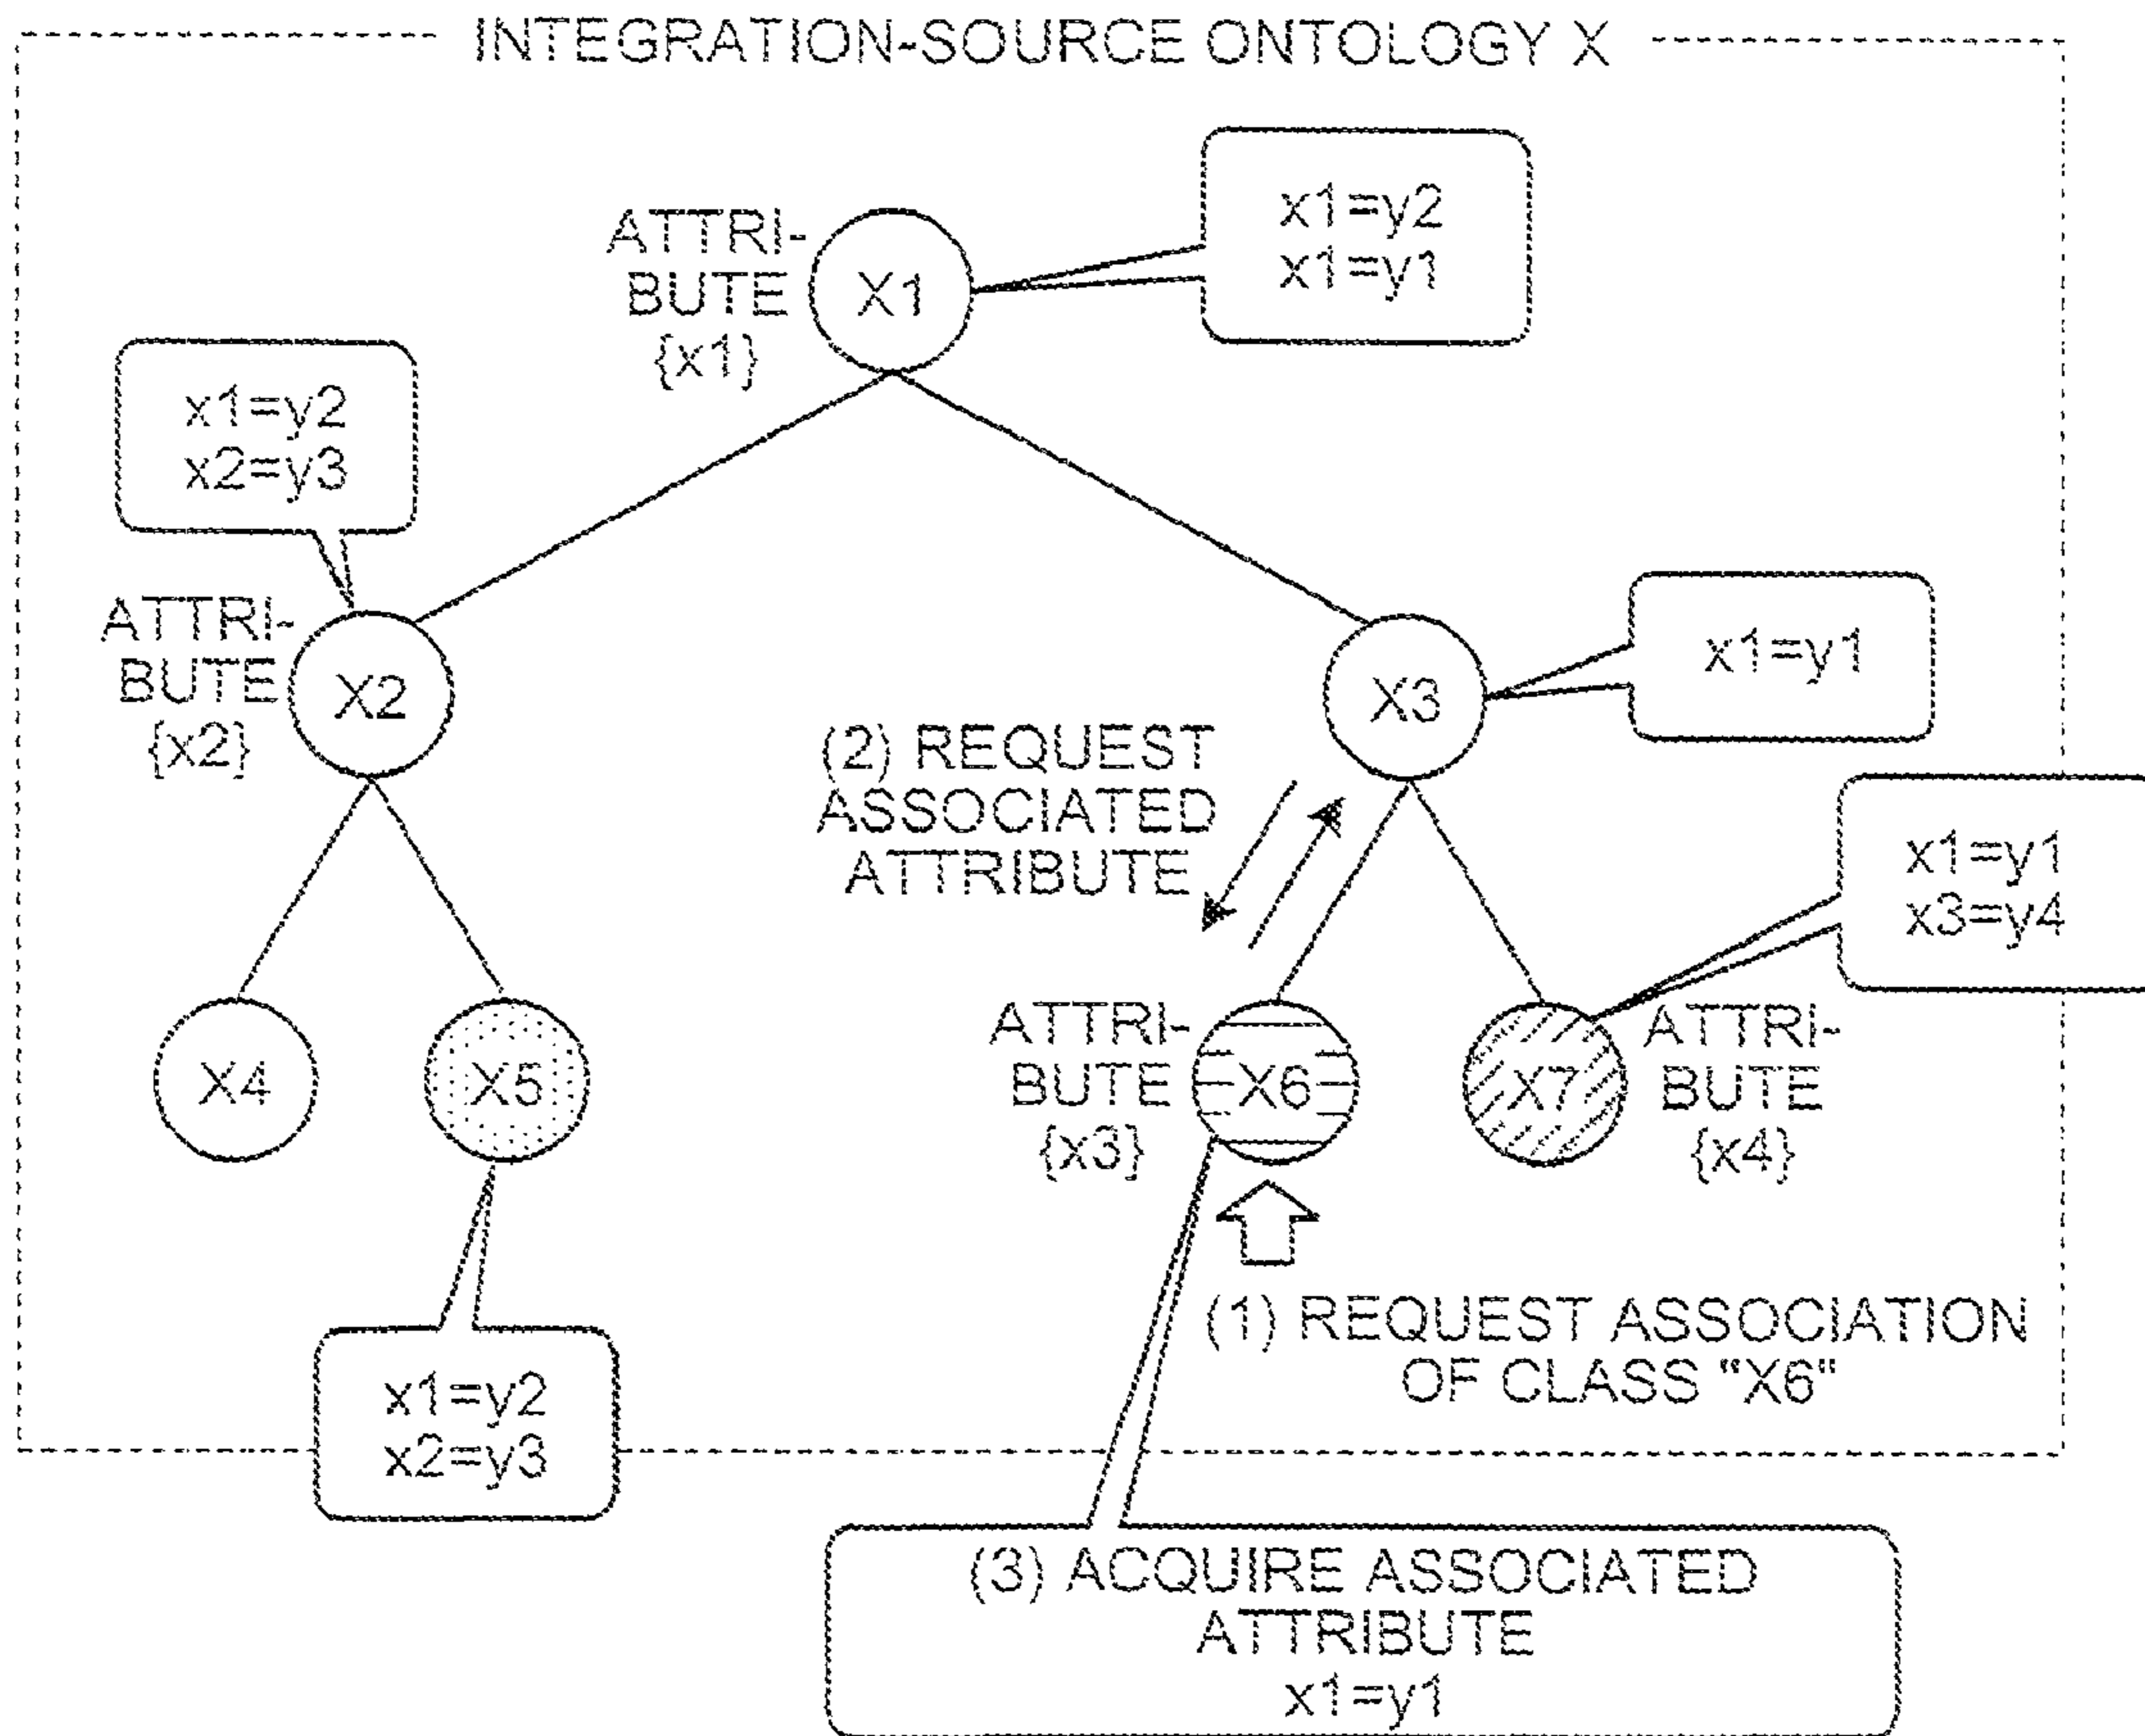 INTEGRATION-SOURCE ONTOLOGY X
ATTRI-
BUTE
{x1}
X1
x1=y2
x1=y1
x1=y2
x2=y3
ATTRI-
BUTE
{x2}
X2
X3
x1=y1
(2) REQUEST
ASSOCIATED
ATTRIBUTE
x1=y1
x3=y4
X4
X5
ATTRI-
BUTE
{x3}
X6
X7
ATTRI-
BUTE
{x4}
x1=y2
x2=y3
(1) REQUEST ASSOCIATION
OF CLASS "X6"
(3) ACQUIRE ASSOCIATED
ATTRIBUTE
x1=y1